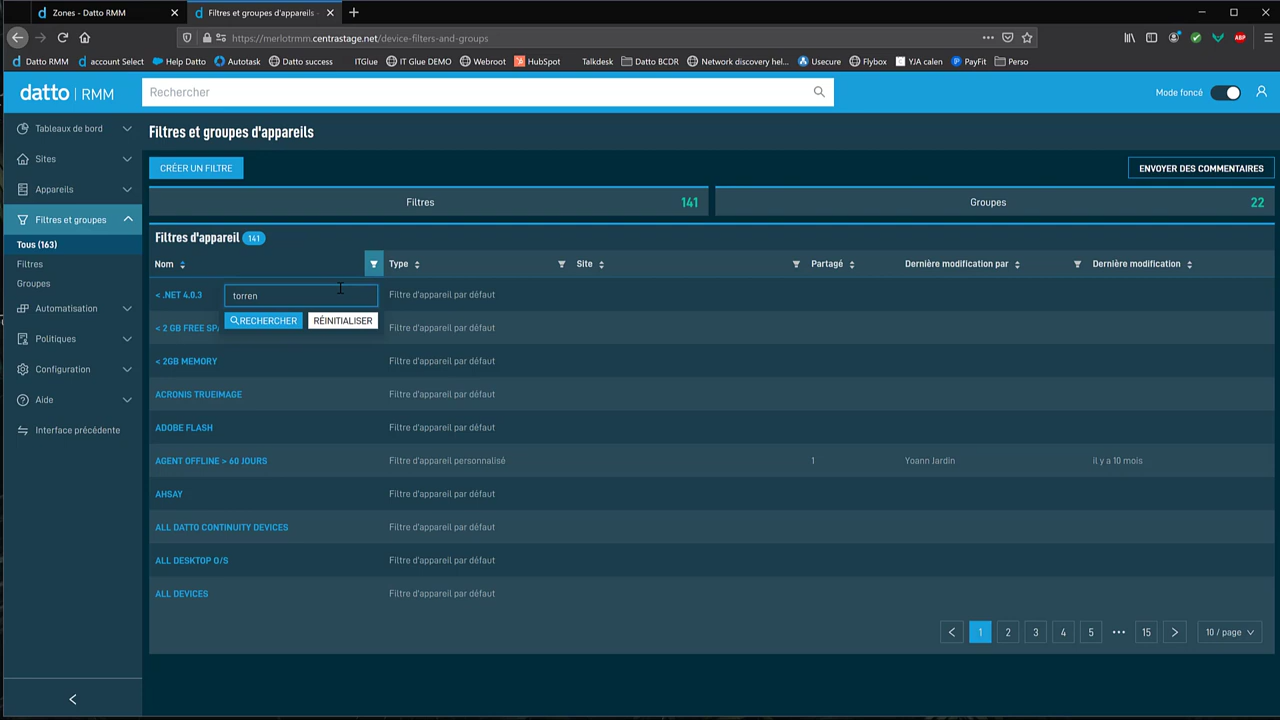 Zones - Datto RMM
Filtres et groupes d'appareils -
https://merlotrmm.centrastage.net/device-filters-and-groups
Datto RMM
account Select
Help Datto
Autotask
Datto success
ITGlue
IT Glue DEMO
Webroot
HubSpot
Talkdesk
Datto BCDR
Network discovery hel...
Usecure
Flybox
YJA calen
PayFit
Perso
datto | RMM
Rechercher
Mode foncé
Tableaux de bord
Sites
Appareils
Filtres et groupes
Tous (163)
Filtres
Groupes
Automatisation
Politiques
Configuration
Aide
Interface précédente
Filtres et groupes d'appareils
CRÉER UN FILTRE
ENVOYER DES COMMENTAIRES
Filtres 141
Groupes 22
Filtres d'appareil 141
Nom Type Site Partagé Dernière modification par Dernière modification
< .NET 4.0.3 torren Filtre d'appareil par défaut
RECHERCHER RÉINITIALISER
< 2 GB FREE SPA Filtre d'appareil par défaut
< 2GB MEMORY Filtre d'appareil par défaut
ACRONIS TRUEIMAGE Filtre d'appareil par défaut
ADOBE FLASH Filtre d'appareil par défaut
AGENT OFFLINE > 60 JOURS Filtre d'appareil personnalisé 1 Yoann Jardin il y a 10 mois
AHSAY Filtre d'appareil par défaut
ALL DATTO CONTINUITY DEVICES Filtre d'appareil par défaut
ALL DESKTOP O/S Filtre d'appareil par défaut
ALL DEVICES Filtre d'appareil par défaut
< 1 2 3 4 5 ••• 15 > 10 / page